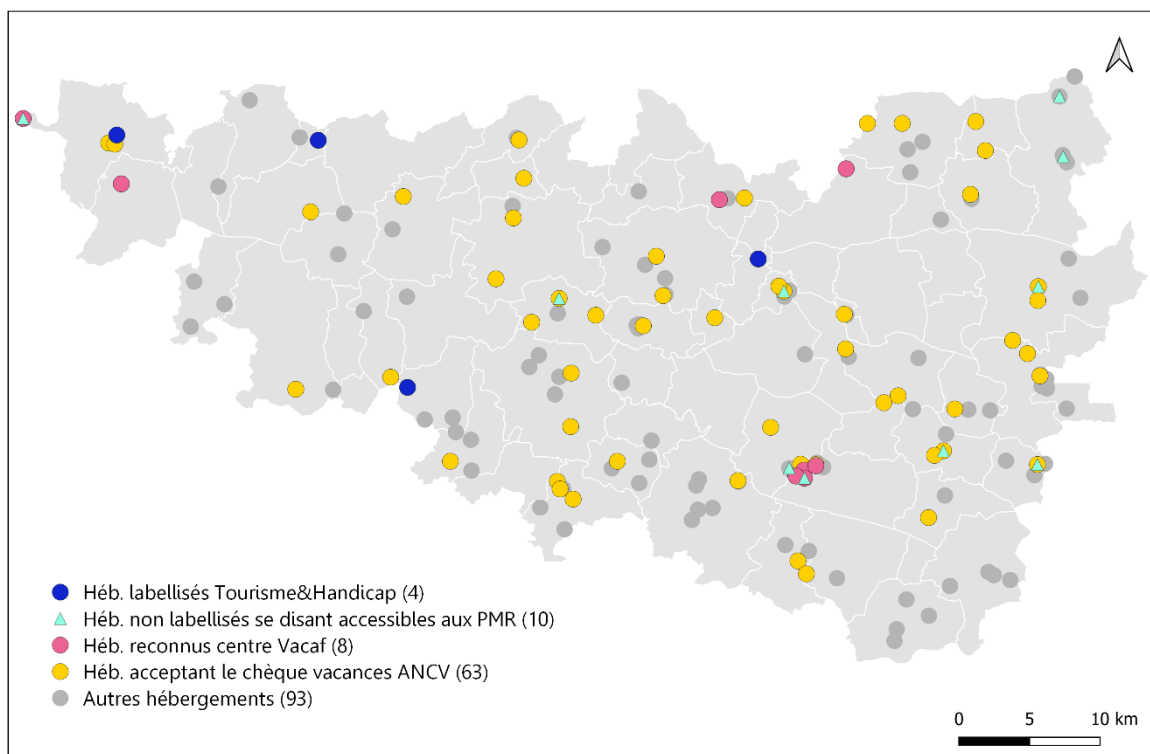 Héb. labellisés Tourisme&Handicap (4)
Héb. non labellisés se disant accessibles aux PMR (10)
Héb. reconnus centre Vacaf (8)
Héb. acceptant le chèque vacances ANCV (63)
Autres hébergements (93)
0 5 10 km